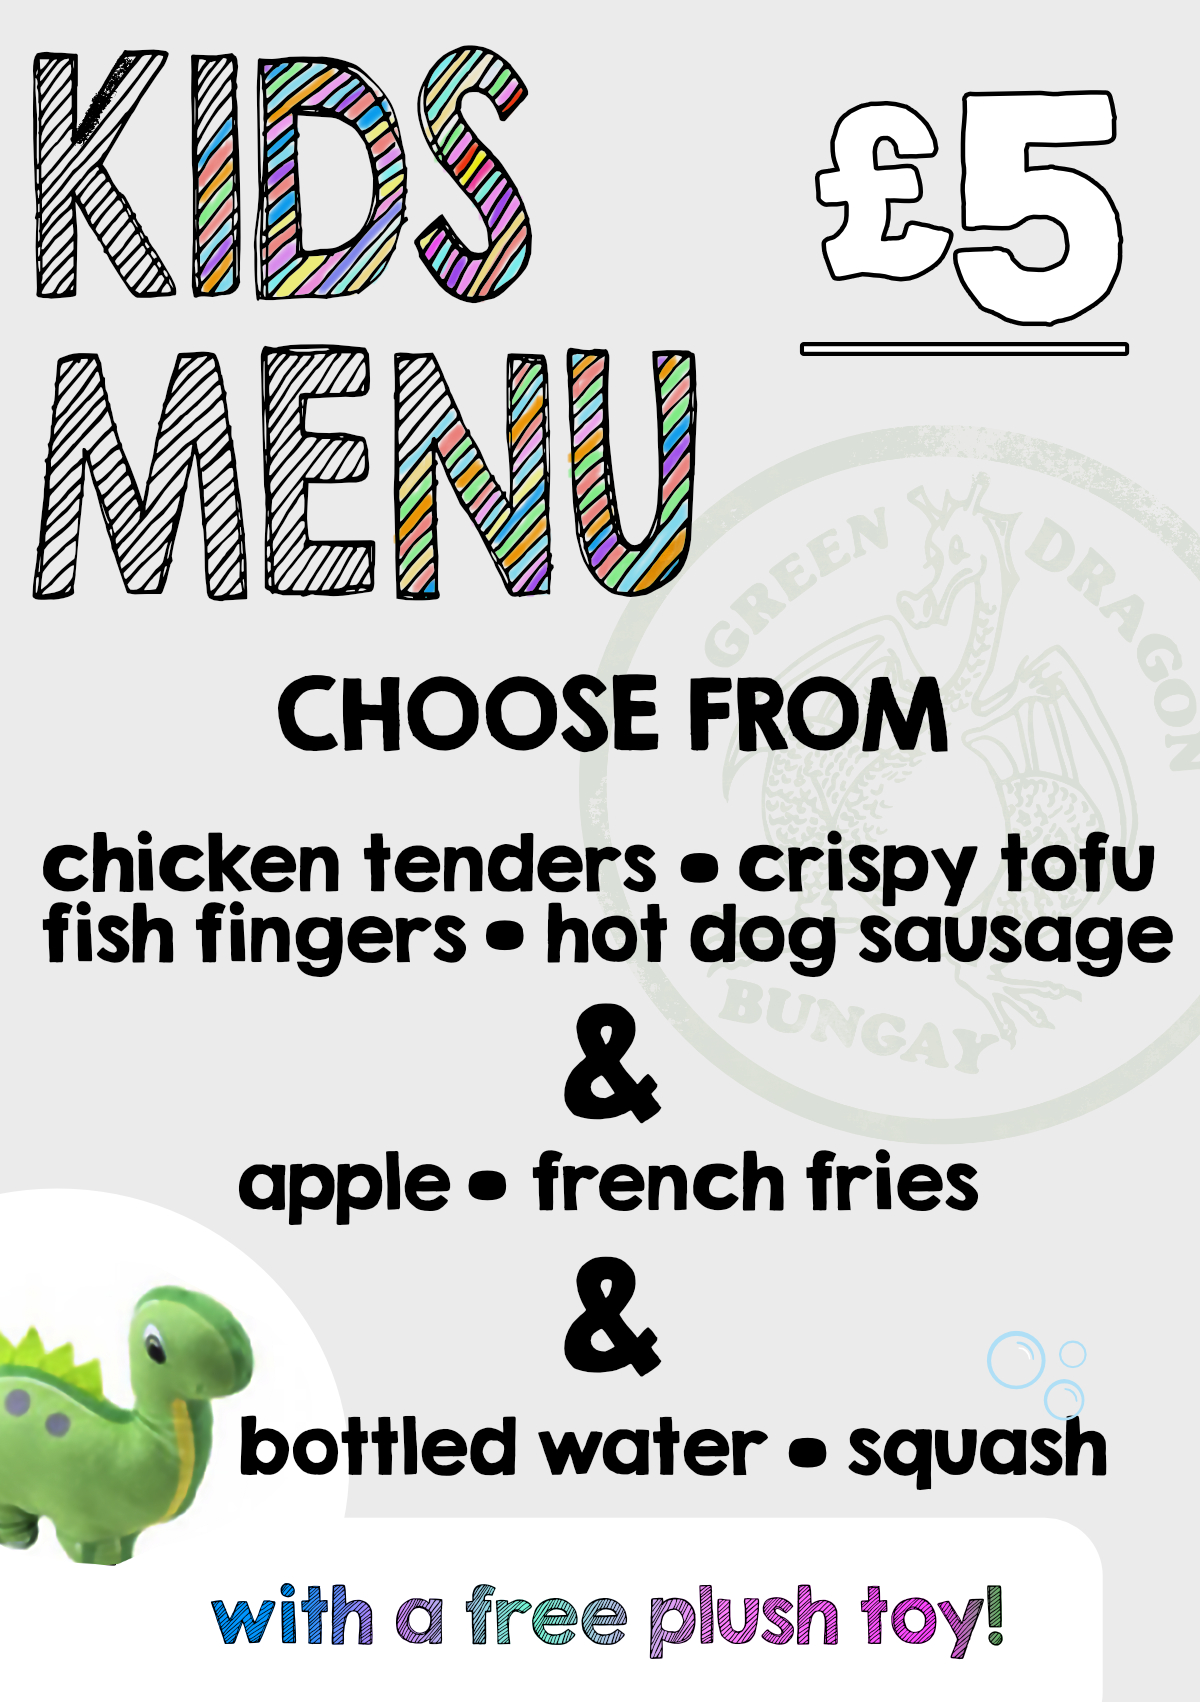 KIDS
£5
MENU
GREEN DRAGON
CHOOSE FROM
chicken tenders • crispy tofu
fish fingers • hot dog sausage
BUNGAY
&
apple • french fries
&
bottled water • squash
with a free plush toy!